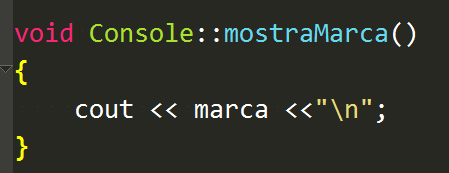 void Console::mostraMarca()
{
    cout << marca <<"\n";
}